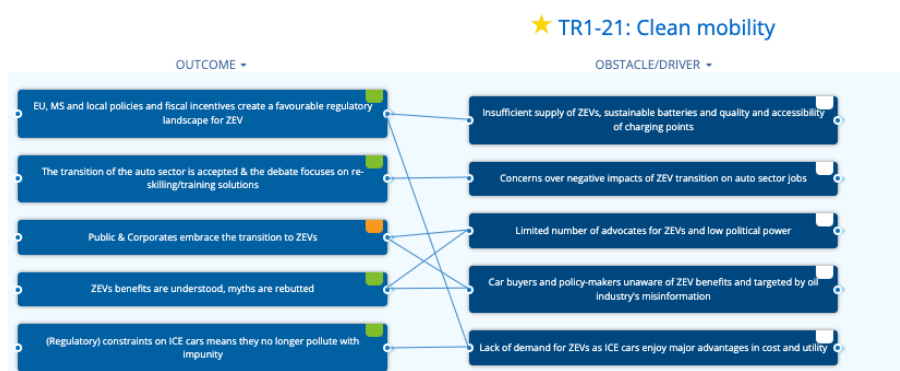 TR1-21: Clean mobility
OUTCOME
OBSTACLE/DRIVER
EU, MS and local policies and fiscal incentives create a favourable regulatory
landscape for ZEV
Insufficient supply of ZEVs, sustainable batteries and quality and accessibility
of charging points
The transition of the auto sector is accepted & the debate focuses on re-
skilling/training solutions
Concerns over negative impacts of ZEV transition on auto sector jobs
Public & Corporates embrace the transition to ZEVs
Limited number of advocates for ZEVs and low political power
ZEVs benefits are understood, myths are rebutted
Car buyers and policy-makers unaware of ZEV benefits and targeted by oil
industry's misinformation
(Regulatory) constraints on ICE cars means they no longer pollute with
impunity
Lack of demand for ZEVs as ICE cars enjoy major advantages in cost and utility